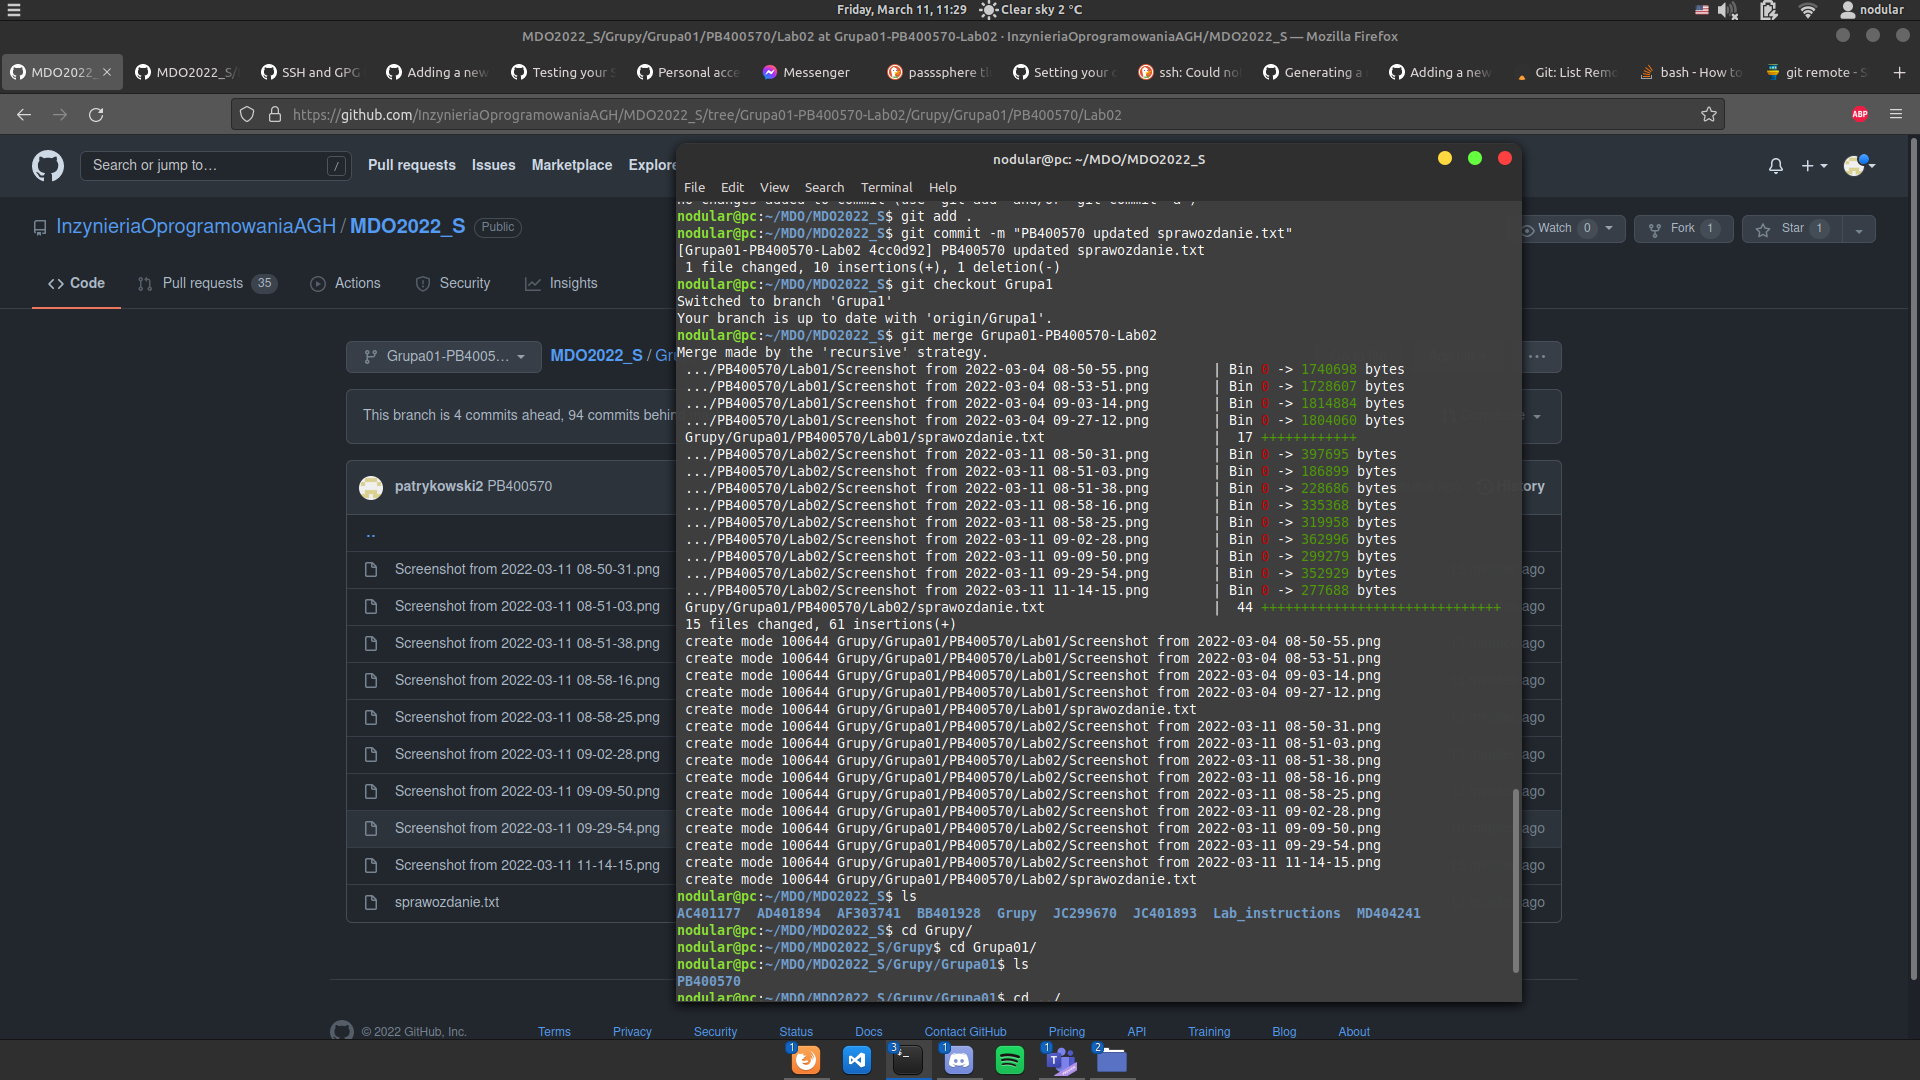 Friday, March 11, 11:29 Clear sky 2 °C nodular
MDO2022_S/Grupy/Grupa01/PB400570/Lab02 at Grupa01-PB400570-Lab02 · InzynieriaOprogramowaniaAGH/MDO2022_S — Mozilla Firefox
MDO2022_ MDO2022_S/ SSH and GPG Adding a new Testing your Personal acce Messenger passsphere t Setting your ssh: Could no Generating a Adding a new Git: List Remo bash - How to git remote - S
https://github.com/InzynieriaOprogramowaniaAGH/MDO2022_S/tree/Grupa01-PB400570-Lab02/Grupy/Grupa01/PB400570/Lab02 ABP
Search or jump to… / Pull requests Issues Marketplace Explore
InzynieriaOprogramowaniaAGH / MDO2022_S Public Watch 0 Fork 1 Star 1
Code Pull requests 35 Actions Security Insights
Grupa01-PB4005… MDO2022_S / Gr
This branch is 4 commits ahead, 94 commits behin
patrykowski2 PB400570
..
Screenshot from 2022-03-11 08-50-31.png ago
Screenshot from 2022-03-11 08-51-03.png ago
Screenshot from 2022-03-11 08-51-38.png ago
Screenshot from 2022-03-11 08-58-16.png ago
Screenshot from 2022-03-11 08-58-25.png ago
Screenshot from 2022-03-11 09-02-28.png ago
Screenshot from 2022-03-11 09-09-50.png ago
Screenshot from 2022-03-11 09-29-54.png ago
Screenshot from 2022-03-11 11-14-15.png ago
sprawozdanie.txt ago
nodular@pc: ~/MDO/MDO2022_S
File Edit View Search Terminal Help
no changes added to commit (use "git add" and/or "git commit -a")
nodular@pc:~/MDO/MDO2022_S$ git add .
nodular@pc:~/MDO/MDO2022_S$ git commit -m "PB400570 updated sprawozdanie.txt"
[Grupa01-PB400570-Lab02 4cc0d92] PB400570 updated sprawozdanie.txt
1 file changed, 10 insertions(+), 1 deletion(-)
nodular@pc:~/MDO/MDO2022_S$ git checkout Grupa1
Switched to branch 'Grupa1'
Your branch is up to date with 'origin/Grupa1'.
nodular@pc:~/MDO/MDO2022_S$ git merge Grupa01-PB400570-Lab02
Merge made by the 'recursive' strategy.
.../PB400570/Lab01/Screenshot from 2022-03-04 08-50-55.png | Bin 0 -> 1740698 bytes
.../PB400570/Lab01/Screenshot from 2022-03-04 08-53-51.png | Bin 0 -> 1728607 bytes
.../PB400570/Lab01/Screenshot from 2022-03-04 09-03-14.png | Bin 0 -> 1814884 bytes
.../PB400570/Lab01/Screenshot from 2022-03-04 09-27-12.png | Bin 0 -> 1804060 bytes
Grupy/Grupa01/PB400570/Lab01/sprawozdanie.txt | 17 ++++++++++++
.../PB400570/Lab02/Screenshot from 2022-03-11 08-50-31.png | Bin 0 -> 397695 bytes
.../PB400570/Lab02/Screenshot from 2022-03-11 08-51-03.png | Bin 0 -> 186899 bytes
.../PB400570/Lab02/Screenshot from 2022-03-11 08-51-38.png | Bin 0 -> 228686 bytes
.../PB400570/Lab02/Screenshot from 2022-03-11 08-58-16.png | Bin 0 -> 335368 bytes
.../PB400570/Lab02/Screenshot from 2022-03-11 08-58-25.png | Bin 0 -> 319958 bytes
.../PB400570/Lab02/Screenshot from 2022-03-11 09-02-28.png | Bin 0 -> 362996 bytes
.../PB400570/Lab02/Screenshot from 2022-03-11 09-09-50.png | Bin 0 -> 299279 bytes
.../PB400570/Lab02/Screenshot from 2022-03-11 09-29-54.png | Bin 0 -> 352929 bytes
.../PB400570/Lab02/Screenshot from 2022-03-11 11-14-15.png | Bin 0 -> 277688 bytes
Grupy/Grupa01/PB400570/Lab02/sprawozdanie.txt | 44 ++++++++++++++++++++++++++++++
15 files changed, 61 insertions(+)
create mode 100644 Grupy/Grupa01/PB400570/Lab01/Screenshot from 2022-03-04 08-50-55.png
create mode 100644 Grupy/Grupa01/PB400570/Lab01/Screenshot from 2022-03-04 08-53-51.png
create mode 100644 Grupy/Grupa01/PB400570/Lab01/Screenshot from 2022-03-04 09-03-14.png
create mode 100644 Grupy/Grupa01/PB400570/Lab01/Screenshot from 2022-03-04 09-27-12.png
create mode 100644 Grupy/Grupa01/PB400570/Lab01/sprawozdanie.txt
create mode 100644 Grupy/Grupa01/PB400570/Lab02/Screenshot from 2022-03-11 08-50-31.png
create mode 100644 Grupy/Grupa01/PB400570/Lab02/Screenshot from 2022-03-11 08-51-03.png
create mode 100644 Grupy/Grupa01/PB400570/Lab02/Screenshot from 2022-03-11 08-51-38.png
create mode 100644 Grupy/Grupa01/PB400570/Lab02/Screenshot from 2022-03-11 08-58-16.png
create mode 100644 Grupy/Grupa01/PB400570/Lab02/Screenshot from 2022-03-11 08-58-25.png
create mode 100644 Grupy/Grupa01/PB400570/Lab02/Screenshot from 2022-03-11 09-02-28.png
create mode 100644 Grupy/Grupa01/PB400570/Lab02/Screenshot from 2022-03-11 09-09-50.png
create mode 100644 Grupy/Grupa01/PB400570/Lab02/Screenshot from 2022-03-11 09-29-54.png
create mode 100644 Grupy/Grupa01/PB400570/Lab02/Screenshot from 2022-03-11 11-14-15.png
create mode 100644 Grupy/Grupa01/PB400570/Lab02/sprawozdanie.txt
nodular@pc:~/MDO/MDO2022_S$ ls
AC401177 AD401894 AF303741 BB401928 Grupy JC299670 JC401893 Lab_instructions MD404241
nodular@pc:~/MDO/MDO2022_S$ cd Grupy/
nodular@pc:~/MDO/MDO2022_S/Grupy$ cd Grupa01/
nodular@pc:~/MDO/MDO2022_S/Grupy/Grupa01$ ls
PB400570
nodular@pc:~/MDO/MDO2022_S/Grupy/Grupa01$ cd ../
© 2022 GitHub, Inc. Terms Privacy Security Status Docs Contact GitHub Pricing API Training Blog About
1 3 1 1 2